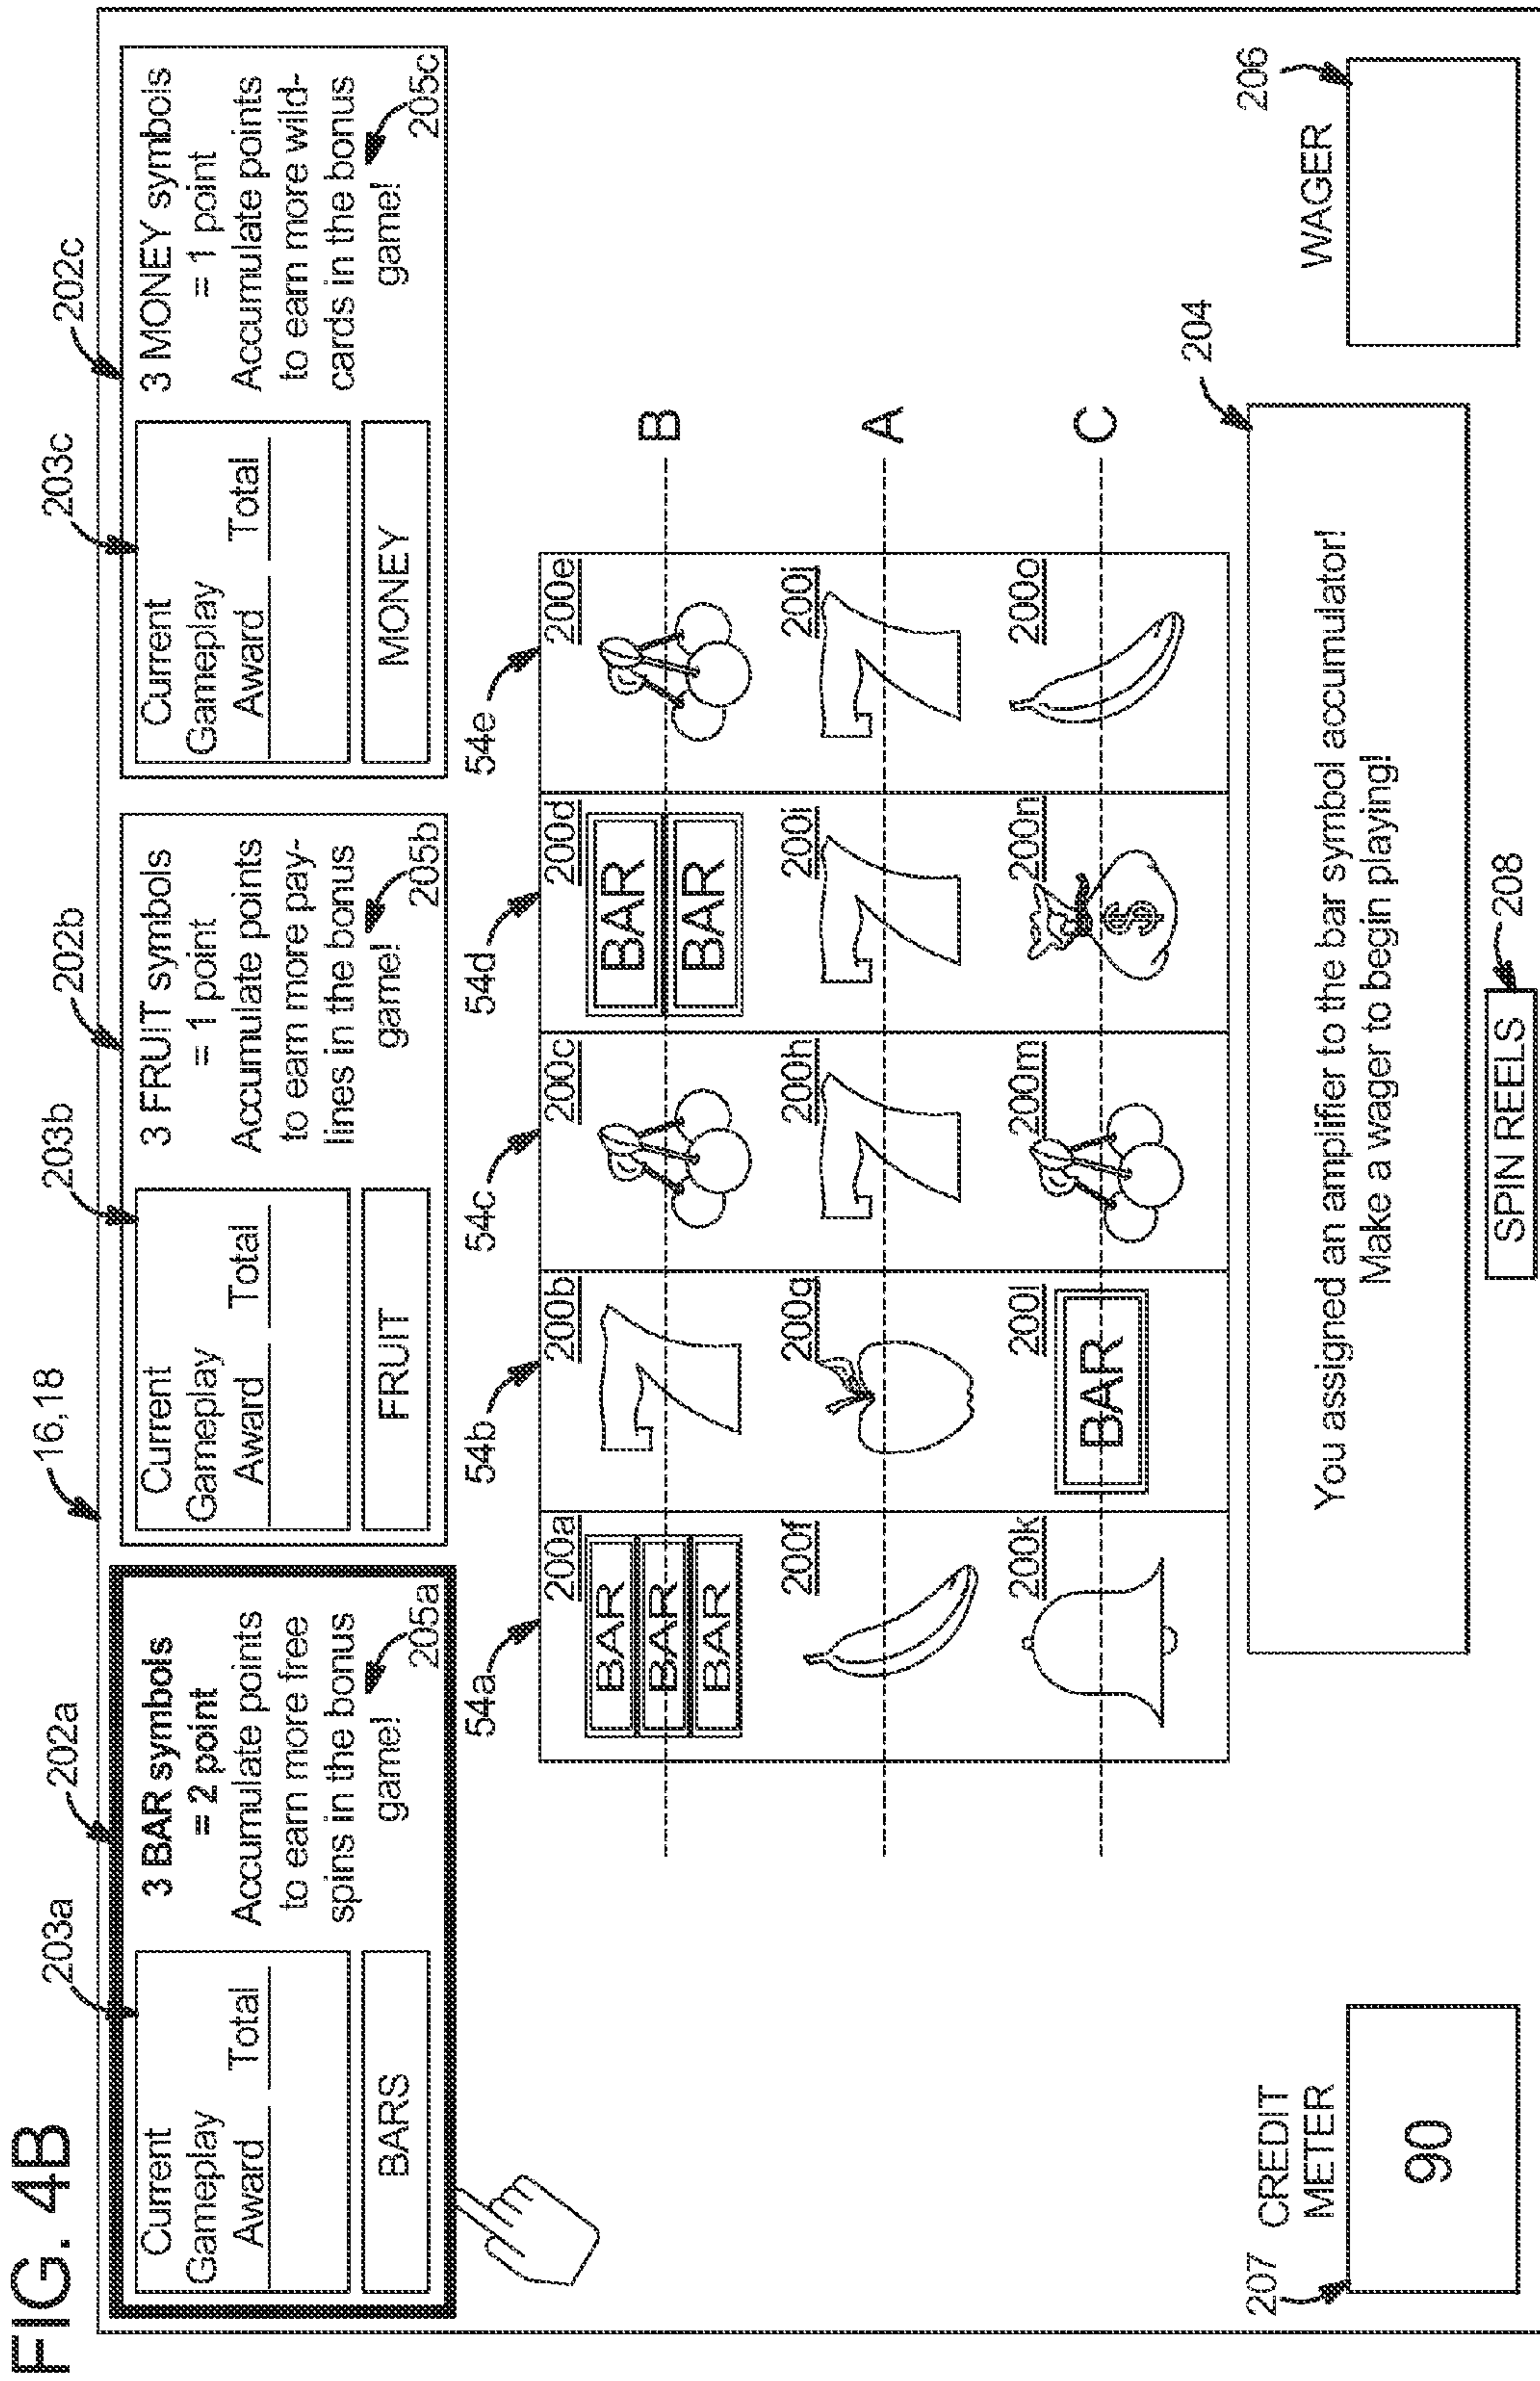 FIG. 4B
16,18
203a
202a
203b
202b
203c
202c
Current
Gameplay
Award Total
BARS
3 BAR symbols
= 2 point
Accumulate points
to earn more free
spins in the bonus
game!
205a
Current
Gameplay
Award Total
FRUIT
3 FRUIT symbols
= 1 point
Accumulate points
to earn more pay-
lines in the bonus
game!
205b
Current
Gameplay
Award Total
MONEY
3 MONEY symbols
= 1 point
Accumulate points
to earn more wild-
cards in the bonus
game!
205c
54a
54b
54c
54d
54e
200a
200b
200c
200d
200e
BAR
BAR
BAR
BAR
BAR
B
200f
200g
200h
200i
200j
A
200k
200l
200m
200n
200o
BAR
$
C
207
CREDIT
METER
90
204
You assigned an amplifier to the bar symbol accumulator!
Make a wager to begin playing!
SPIN REELS
208
206
WAGER